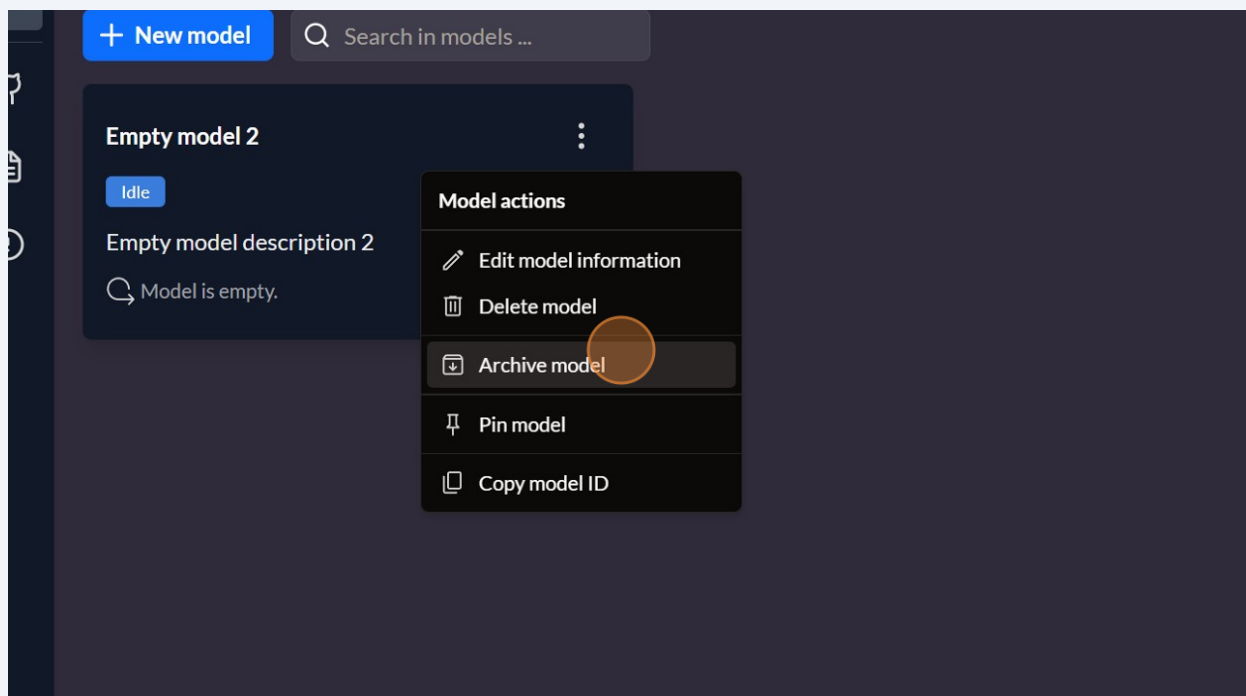 New model
Search in models ...
Empty model 2
Idle
Empty model description 2
Model is empty.
Model actions
Edit model information
Delete model
Archive model
Pin model
Copy model ID